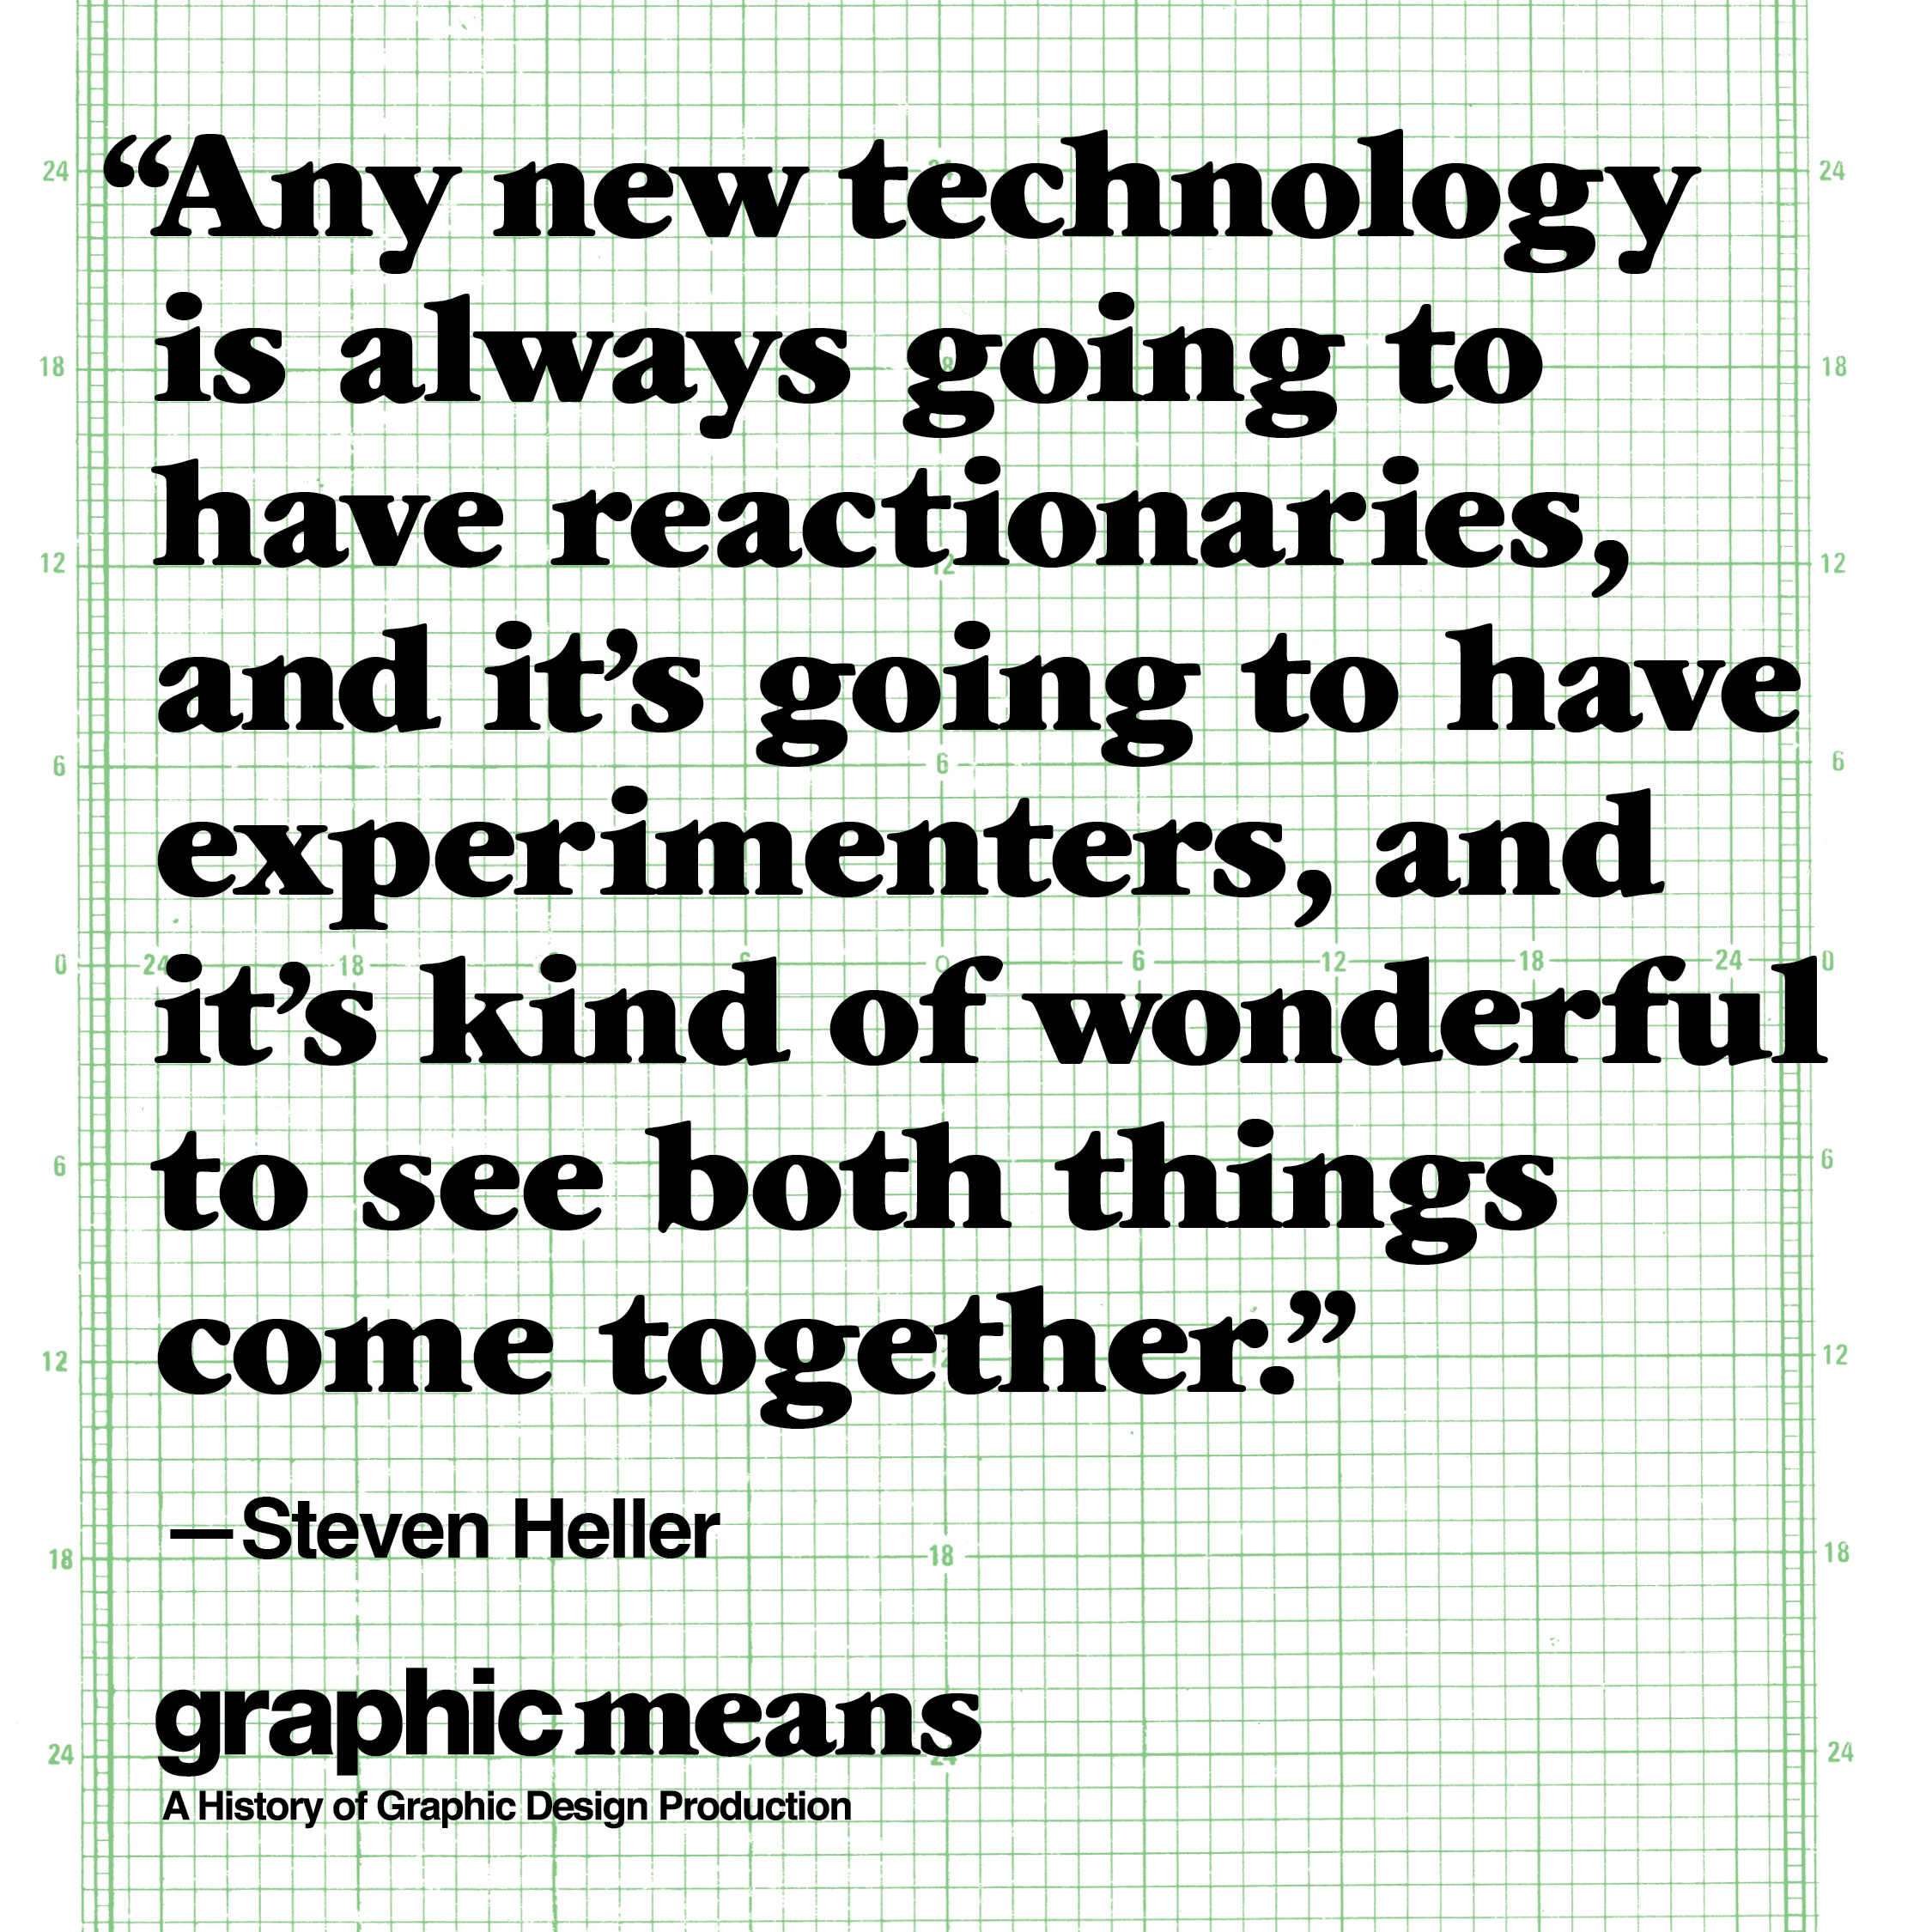 24 “Any new technology 24
18 is always going to 18
have reactionaries,
12 12 12
and it’s going to have
6 6 6
experimenters, and
0 24 18 6 0 6 12 18 24 0
it’s kind of wonderful
6 to see both things 6
12 come together.” 12
—Steven Heller
18 18 18
graphic means
24 24 24
A History of Graphic Design Production